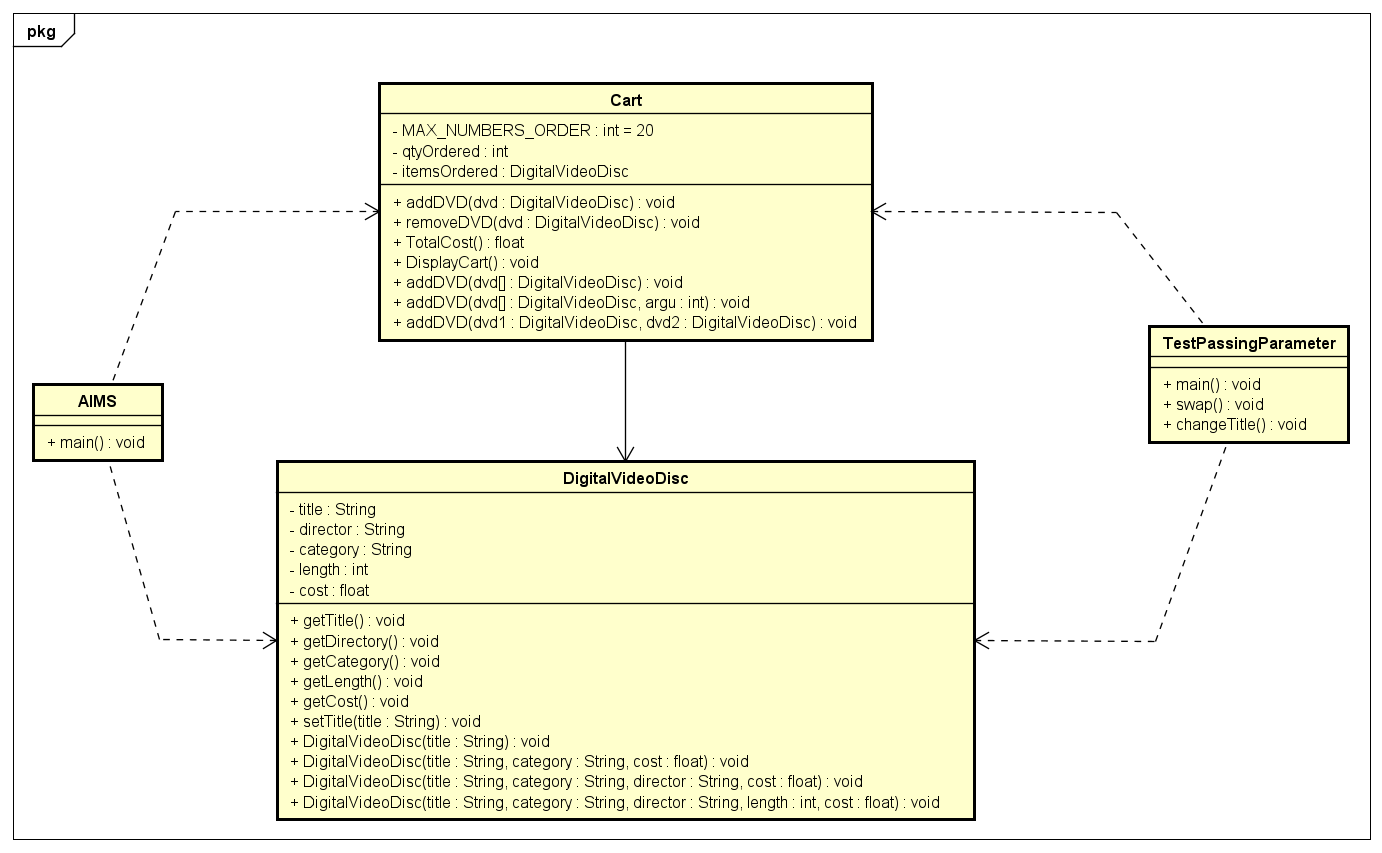 pkg
Cart
- MAX_NUMBERS_ORDER : int = 20
- qtyOrdered : int
- itemsOrdered : DigitalVideoDisc
+ addDVD(dvd : DigitalVideoDisc) : void
+ removeDVD(dvd : DigitalVideoDisc) : void
+ TotalCost() : float
+ DisplayCart() : void
+ addDVD(dvd[] : DigitalVideoDisc) : void
+ addDVD(dvd[] : DigitalVideoDisc, argu : int) : void
+ addDVD(dvd1 : DigitalVideoDisc, dvd2 : DigitalVideoDisc) : void
TestPassingParameter
+ main() : void
+ swap() : void
+ changeTitle() : void
AIMS
+ main() : void
DigitalVideoDisc
- title : String
- director : String
- category : String
- length : int
- cost : float
+ getTitle() : void
+ getDirectory() : void
+ getCategory() : void
+ getLength() : void
+ getCost() : void
+ setTitle(title : String) : void
+ DigitalVideoDisc(title : String) : void
+ DigitalVideoDisc(title : String, category : String, cost : float) : void
+ DigitalVideoDisc(title : String, category : String, director : String, cost : float) : void
+ DigitalVideoDisc(title : String, category : String, director : String, length : int, cost : float) : void